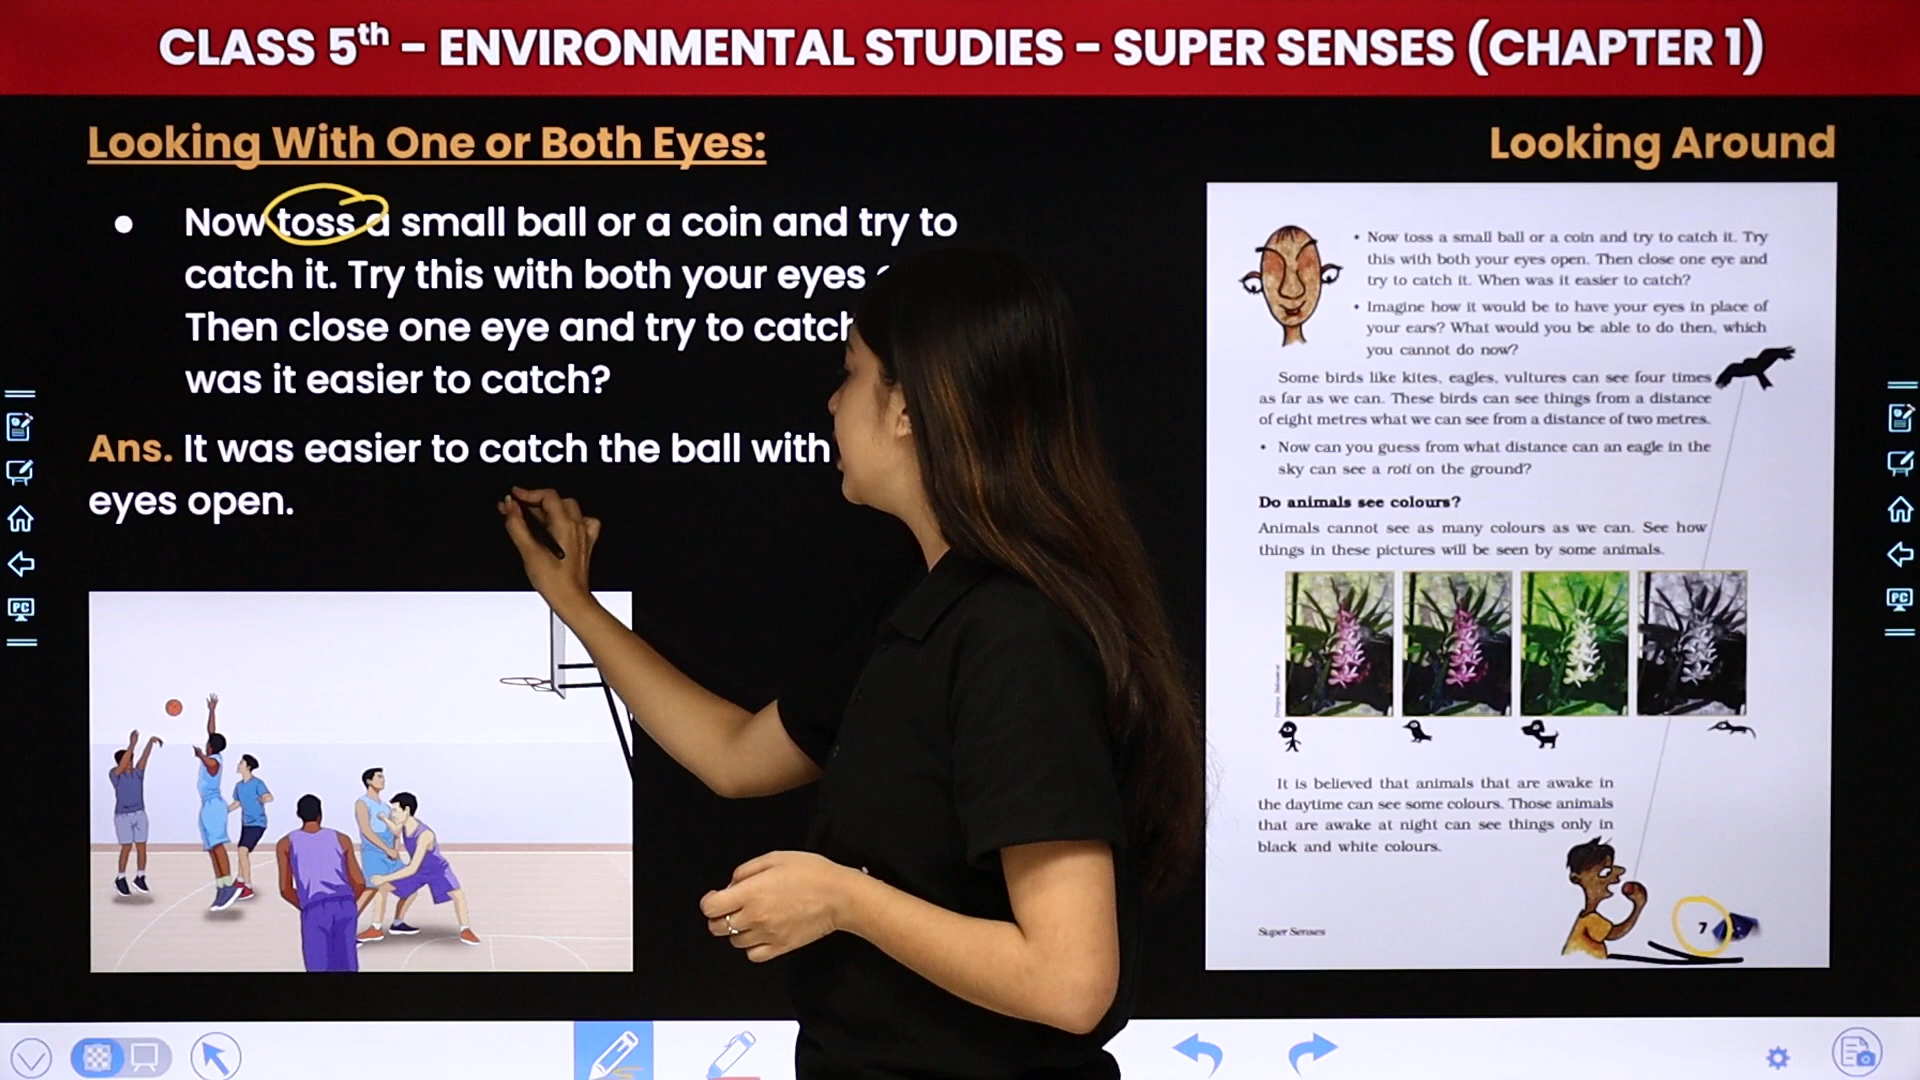 CLASS 5th - ENVIRONMENTAL STUDIES - SUPER SENSES (CHAPTER 1)
Looking With One or Both Eyes:
Now toss a small ball or a coin and try to
catch it. Try this with both your eyes
Then close one eye and try to catch
was it easier to catch?
Ans. It was easier to catch the ball with
eyes open.
Looking Around
• Now toss a small ball or a coin and try to catch it. Try
this with both your eyes open. Then close one eye and
try to catch it. When was it easier to catch?
• Imagine how it would be to have your eyes in place of
your ears? What would you be able to do then, which
you cannot do now?
Some birds like kites, eagles, vultures can see four times
as far as we can. These birds can see things from a distance
of eight metres what we can see from a distance of two metres.
• Now can you guess from what distance can an eagle in the
sky can see a roti on the ground?
Do animals see colours?
Animals cannot see as many colours as we can. See how
things in these pictures will be seen by some animals.
It is believed that animals that are awake in
the daytime can see some colours. Those animals
that are awake at night can see things only in
black and white colours.
Super Senses
7
PC
PC